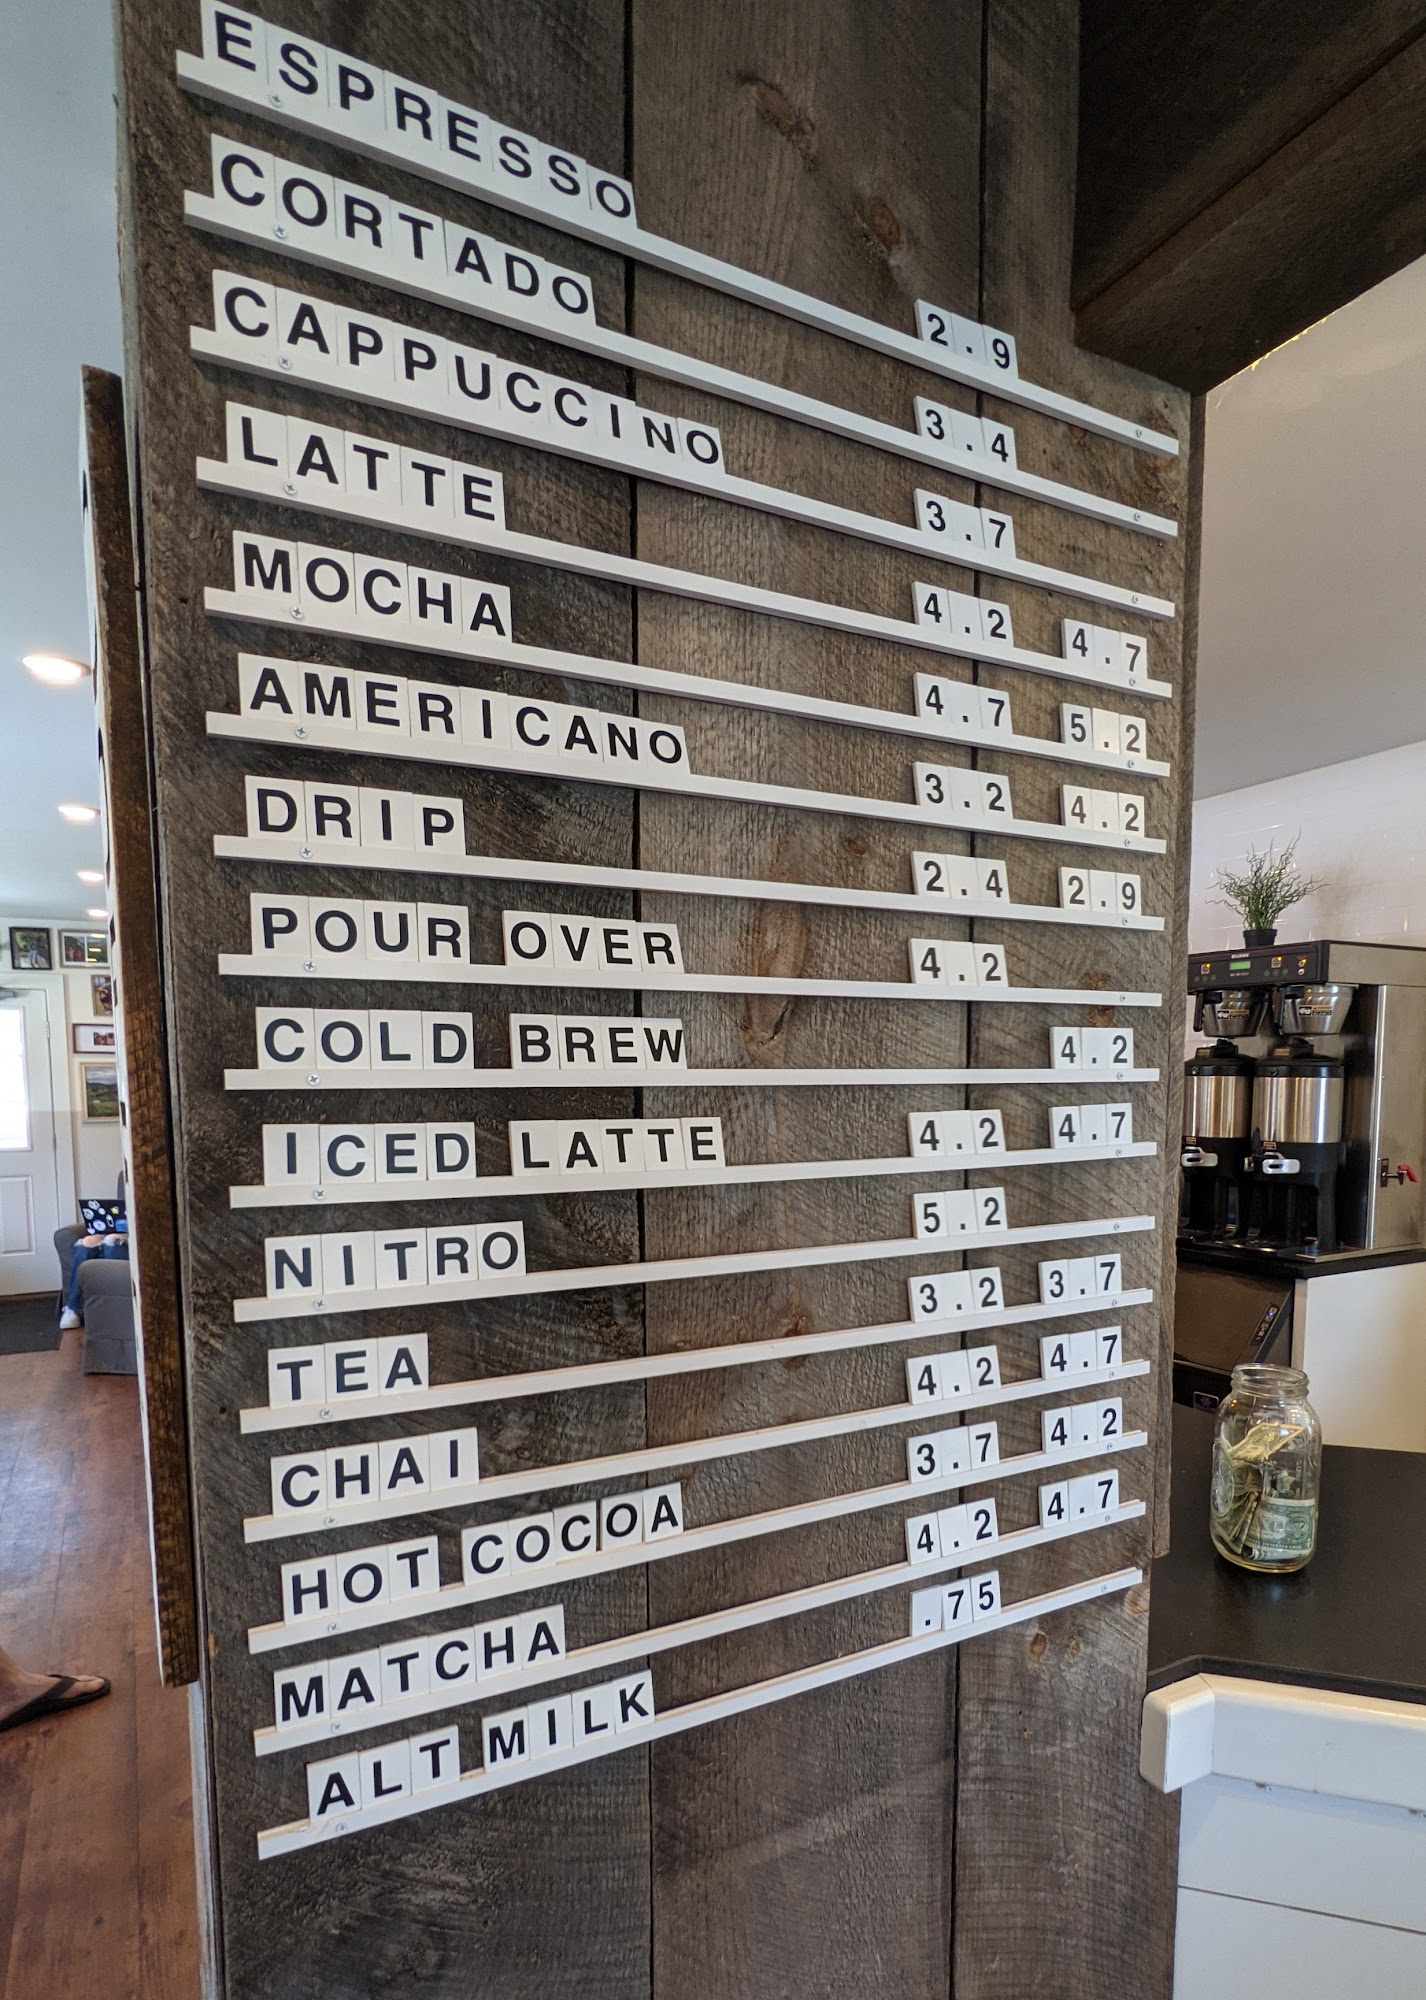 ESPRESSO 2.9
CORTADO 3.4
CAPPUCCINO 3.7
LATTE 4.2 4.7
MOCHA 4.7 5.2
AMERICANO 3.2 4.2
DRIP 2.4 2.9
POUR OVER 4.2
COLD BREW 4.2
ICED LATTE 4.2 4.7
NITRO 5.2
TEA 3.2 3.7
CHAI 4.2 4.7
HOT COCOA 3.7 4.2
MATCHA 4.2 4.7
ALT MILK .75
BUNN